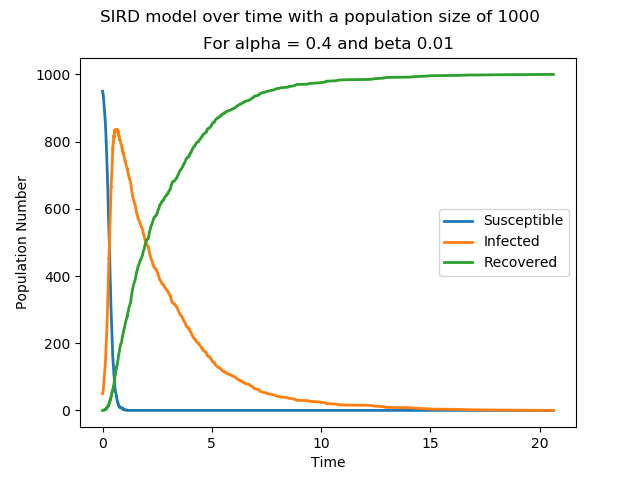 SIRD model over time with a population size of 1000
For alpha = 0.4 and beta 0.01
1000
800
600
400
200
0
Population Number
Susceptible
Infected
Recovered
0 5 10 15 20
Time